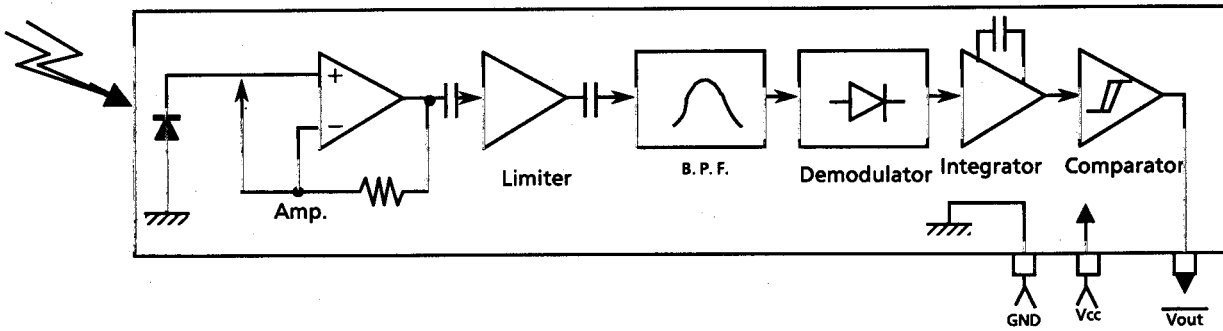 +
−
Amp.
Limiter
B. P. F.
Demodulator
Integrator
Comparator
GND
Vcc
Vout